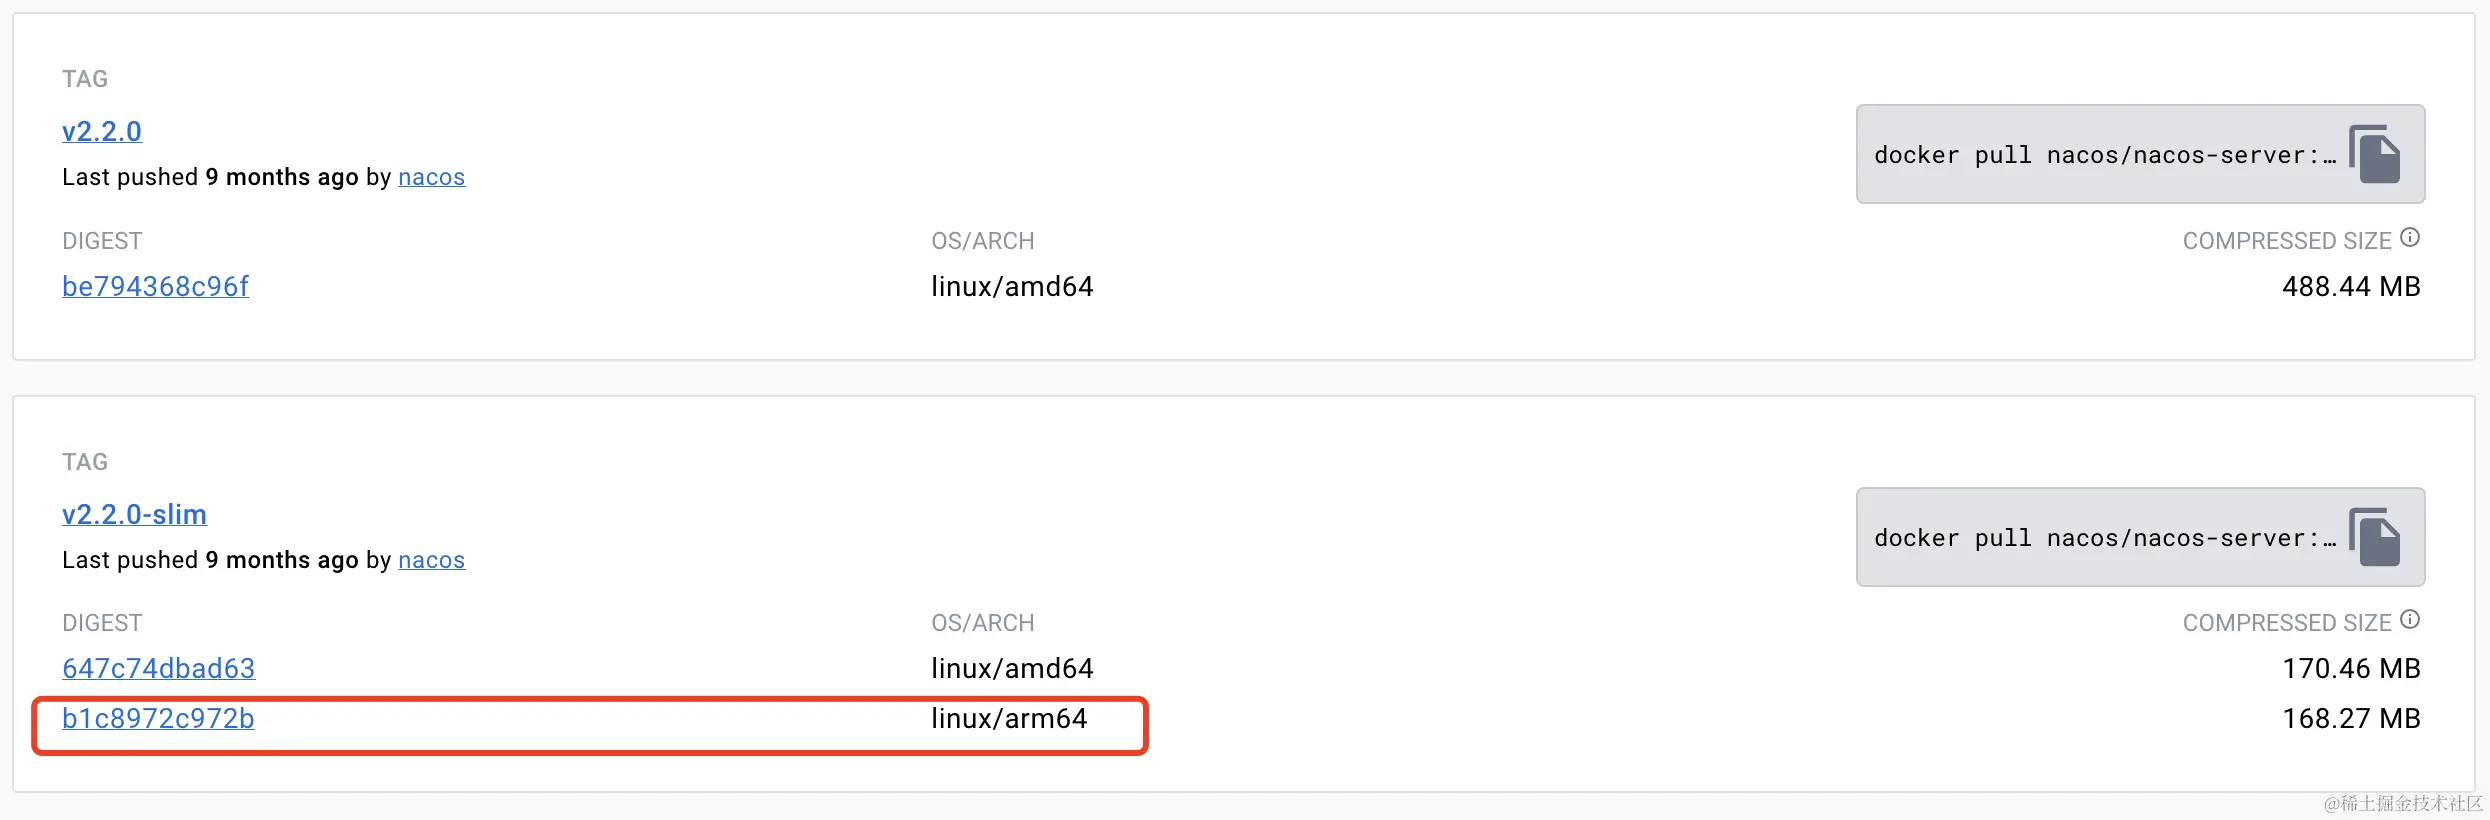 TAG
v2.2.0
Last pushed 9 months ago by nacos
docker pull nacos/nacos-server:…
DIGEST OS/ARCH COMPRESSED SIZE
be794368c96f linux/amd64 488.44 MB
TAG
v2.2.0-slim
Last pushed 9 months ago by nacos
docker pull nacos/nacos-server:…
DIGEST OS/ARCH COMPRESSED SIZE
647c74dbad63 linux/amd64 170.46 MB
b1c8972c972b linux/arm64 168.27 MB
@稀土掘金技术社区